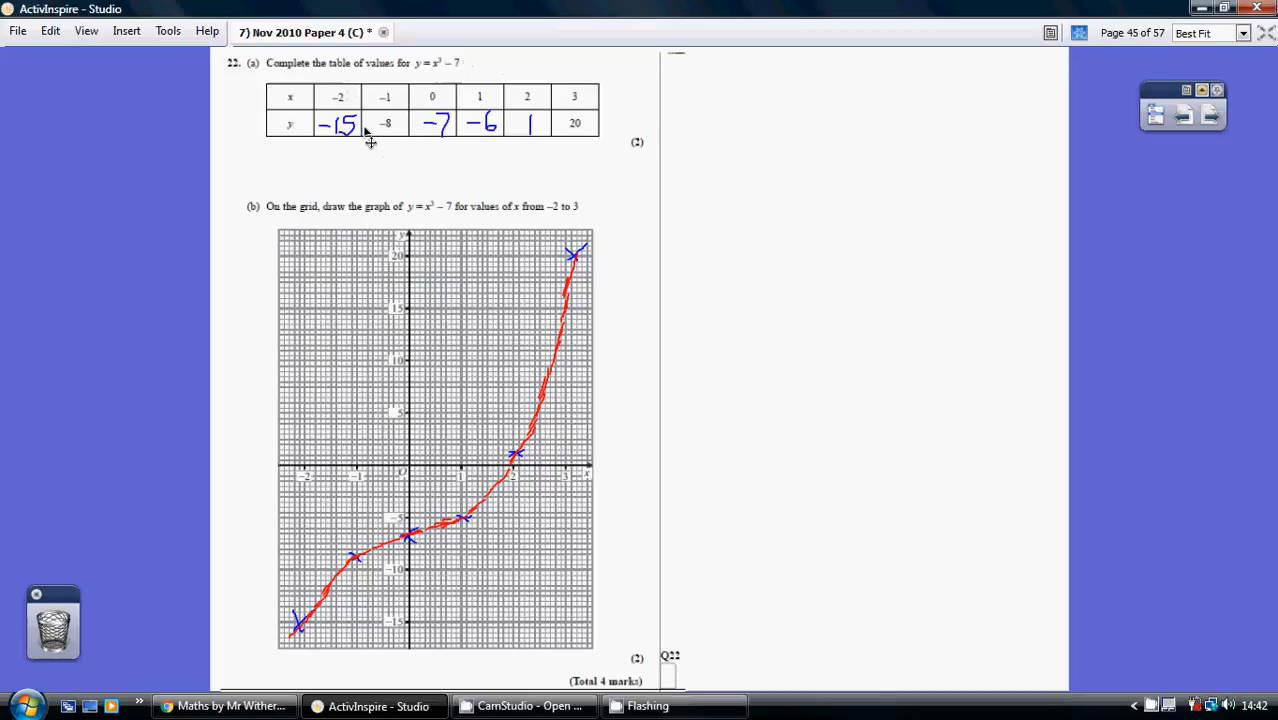 ActivInspire - Studio
File Edit View Insert Tools Help 7) Nov 2010 Paper 4 (C) * Page 45 of 57 Best Fit
22. (a) Complete the table of values for y = x³ – 7
x –2 –1 0 1 2 3
y -15 –8 -7 -6 1 20
(2)
(b) On the grid, draw the graph of y = x³ – 7 for values of x from –2 to 3
y
20
15
10
5
–2 –1 O 1 2 3 x
–5
–10
–15
(2)
Q22
(Total 4 marks)
» Maths by Mr Wither... ActivInspire - Studio CamStudio - Open ... Flashing < 14:42